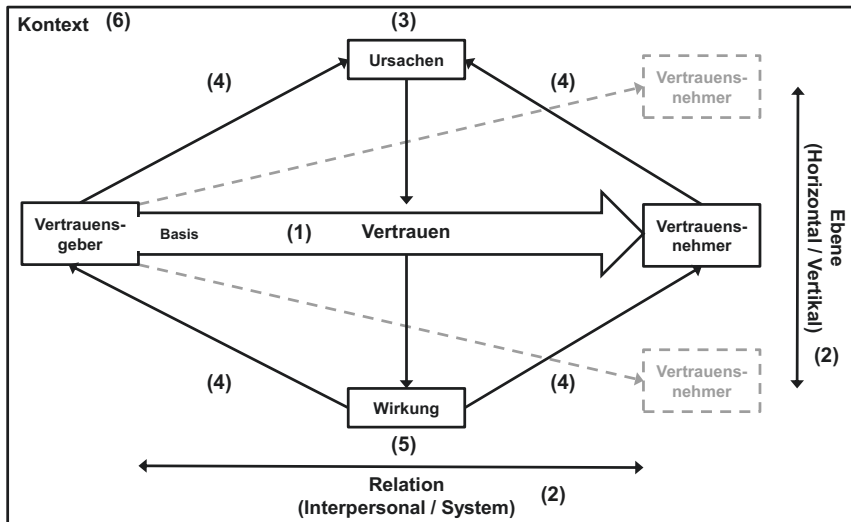 Kontext (6)
(3)
Ursachen
(4)
(4)
Vertrauens-
nehmer
Vertrauens-
geber
Basis (1) Vertrauen
Vertrauens-
nehmer
Ebene
(Horizontal / Vertikal)
(2)
Vertrauens-
nehmer
(4)
(4)
Wirkung
(5)
Relation
(Interpersonal / System) (2)